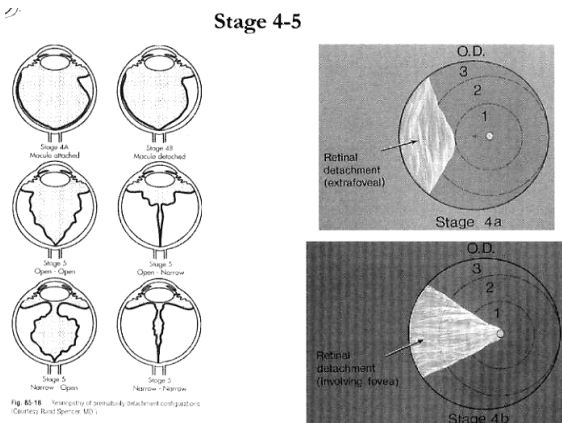 Stage 4-5
Stage 4A
Macula attached
Stage 4B
Macula detached
Stage 5
Open - Open
Stage 5
Open - Narrow
Stage 5
Narrow - Open
Stage 5
Narrow - Narrow
Fig. 85-18 Retinopathy of prematurity detachment configurations
(Courtesy Rand Spencer, MD.)
O.D.
3
2
1
Retinal
detachment
(extrafoveal)
Stage 4a
O.D.
3
2
1
Retinal
detachment
(involving fovea)
Stage 4b